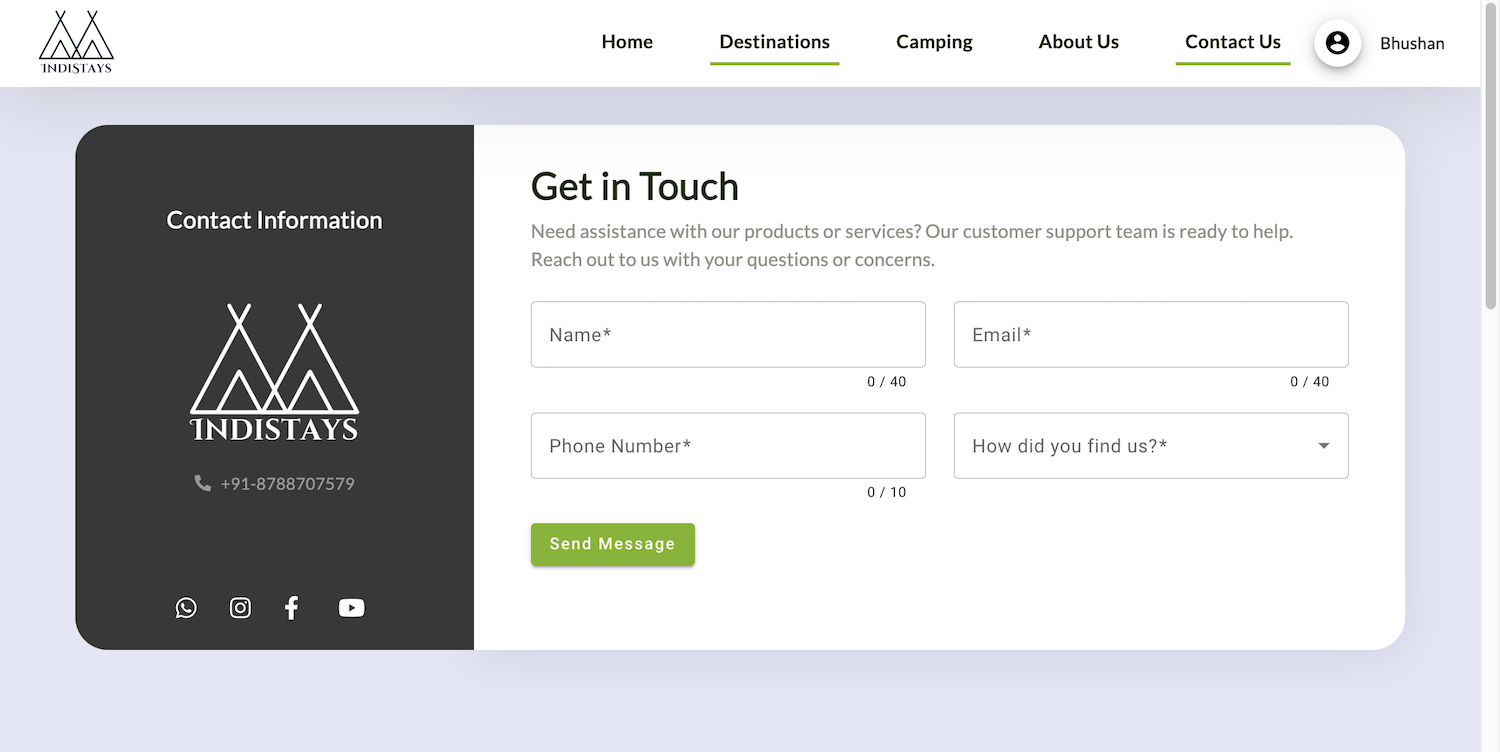 INDISTAYS
Home
Destinations
Camping
About Us
Contact Us
Bhushan
Contact Information
INDISTAYS
+91-8788707579
Get in Touch
Need assistance with our products or services? Our customer support team is ready to help.
Reach out to us with your questions or concerns.
Name*
0 / 40
Email*
0 / 40
Phone Number*
0 / 10
How did you find us?*
Send Message